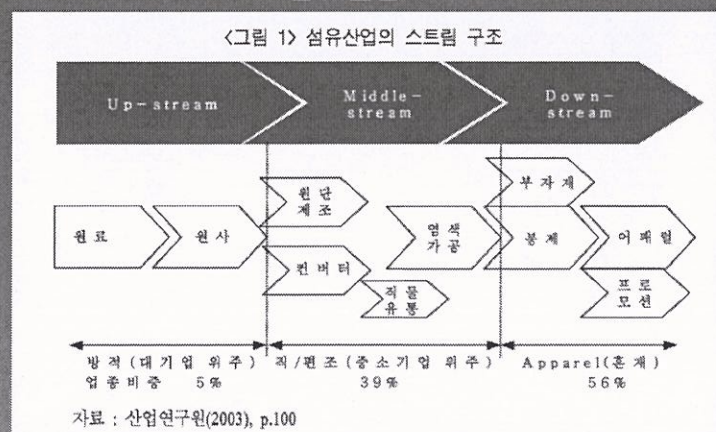 <그림 1> 섬유산업의 스트림 구조
Up-stream
Middle-
stream
Down-
stream
원료
원사
원단
제조
컨버터
직물
유통
염색
가공
부자재
봉제
어패럴
프로
모션
방적(대기업 위주)
직/편조(중소기업 위주)
Apparel(혼재)
업종비중 5%
39%
56%
자료 : 산업연구원(2003), p.100